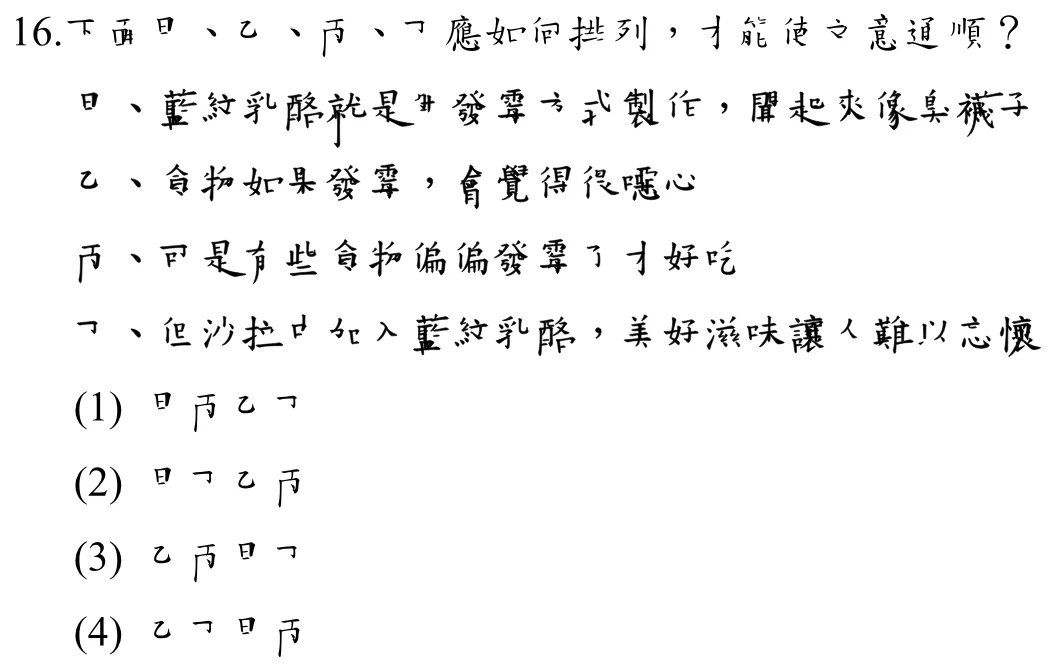 16.下面甲、乙、丙、丁應如何排列,才能使文意通順?
甲、藍紋乳酪就是用發霉方式製作,聞起來像臭襪子
乙、食物如果發霉,會覺得很噁心
丙、可是有些食物偏偏發霉了才好吃
丁、但沙拉中加入藍紋乳酪,美好滋味讓人難以忘懷
(1) 甲丙乙丁
(2) 甲丁乙丙
(3) 乙丙甲丁
(4) 乙丁甲丙